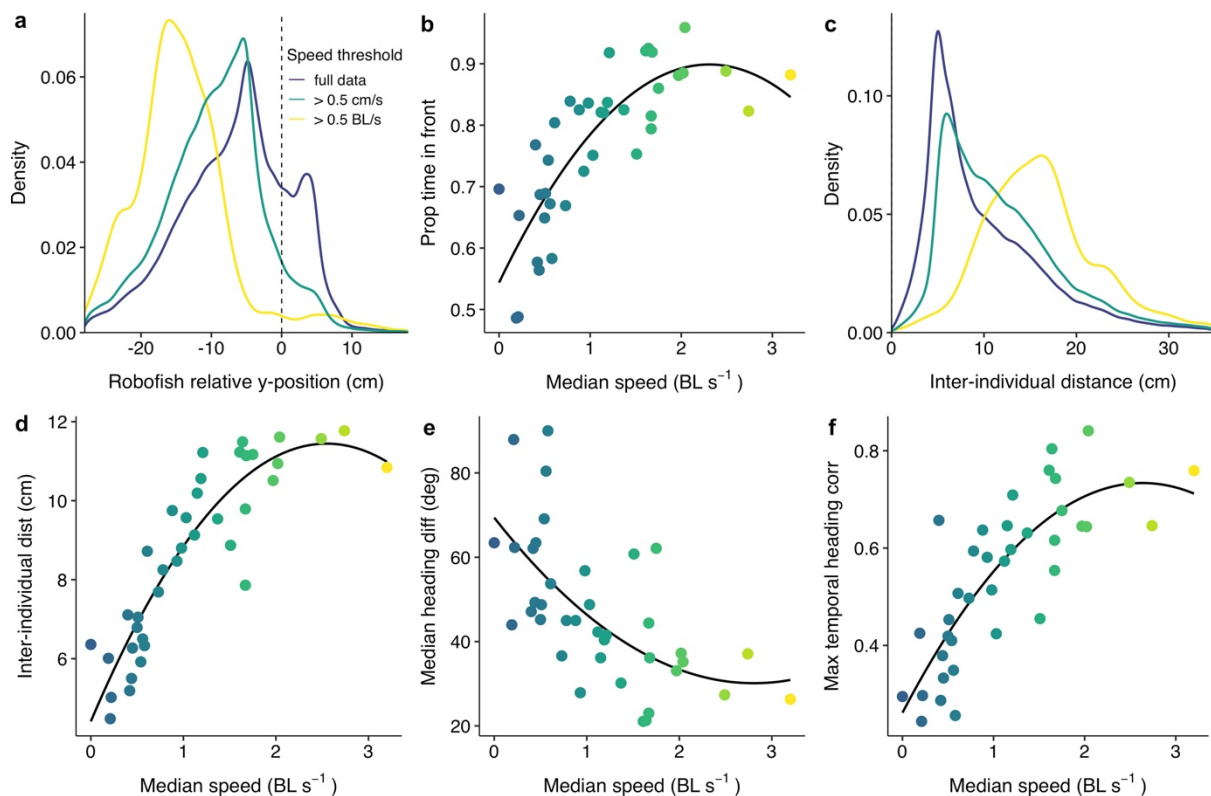 a
0.06
0.04
0.02
0.00
Density
-20
-10
0
10
Robofish relative y-position (cm)
Speed threshold
full data
> 0.5 cm/s
> 0.5 BL/s
b
0.9
0.8
0.7
0.6
0.5
Prop time in front
0
1
2
3
Median speed (BL s⁻¹)
c
0.10
0.05
0.00
Density
0
10
20
30
Inter-individual distance (cm)
d
12
10
8
6
Inter-individual dist (cm)
0
1
2
3
Median speed (BL s⁻¹)
e
80
60
40
20
Median heading diff (deg)
0
1
2
3
Median speed (BL s⁻¹)
f
0.8
0.6
0.4
Max temporal heading corr
0
1
2
3
Median speed (BL s⁻¹)